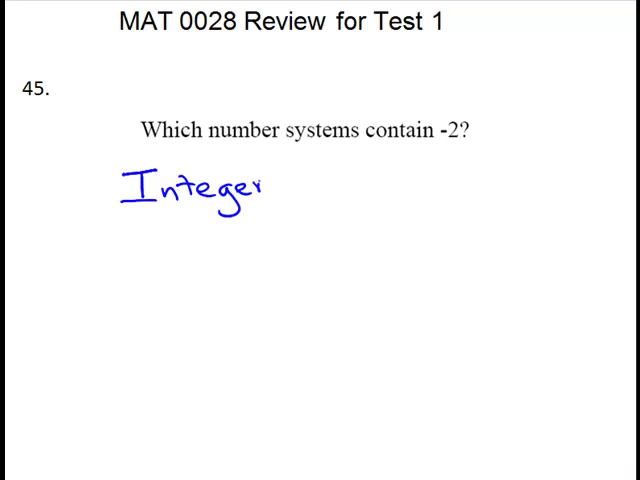 MAT 0028 Review for Test 1
45.
Which number systems contain -2?
Integer